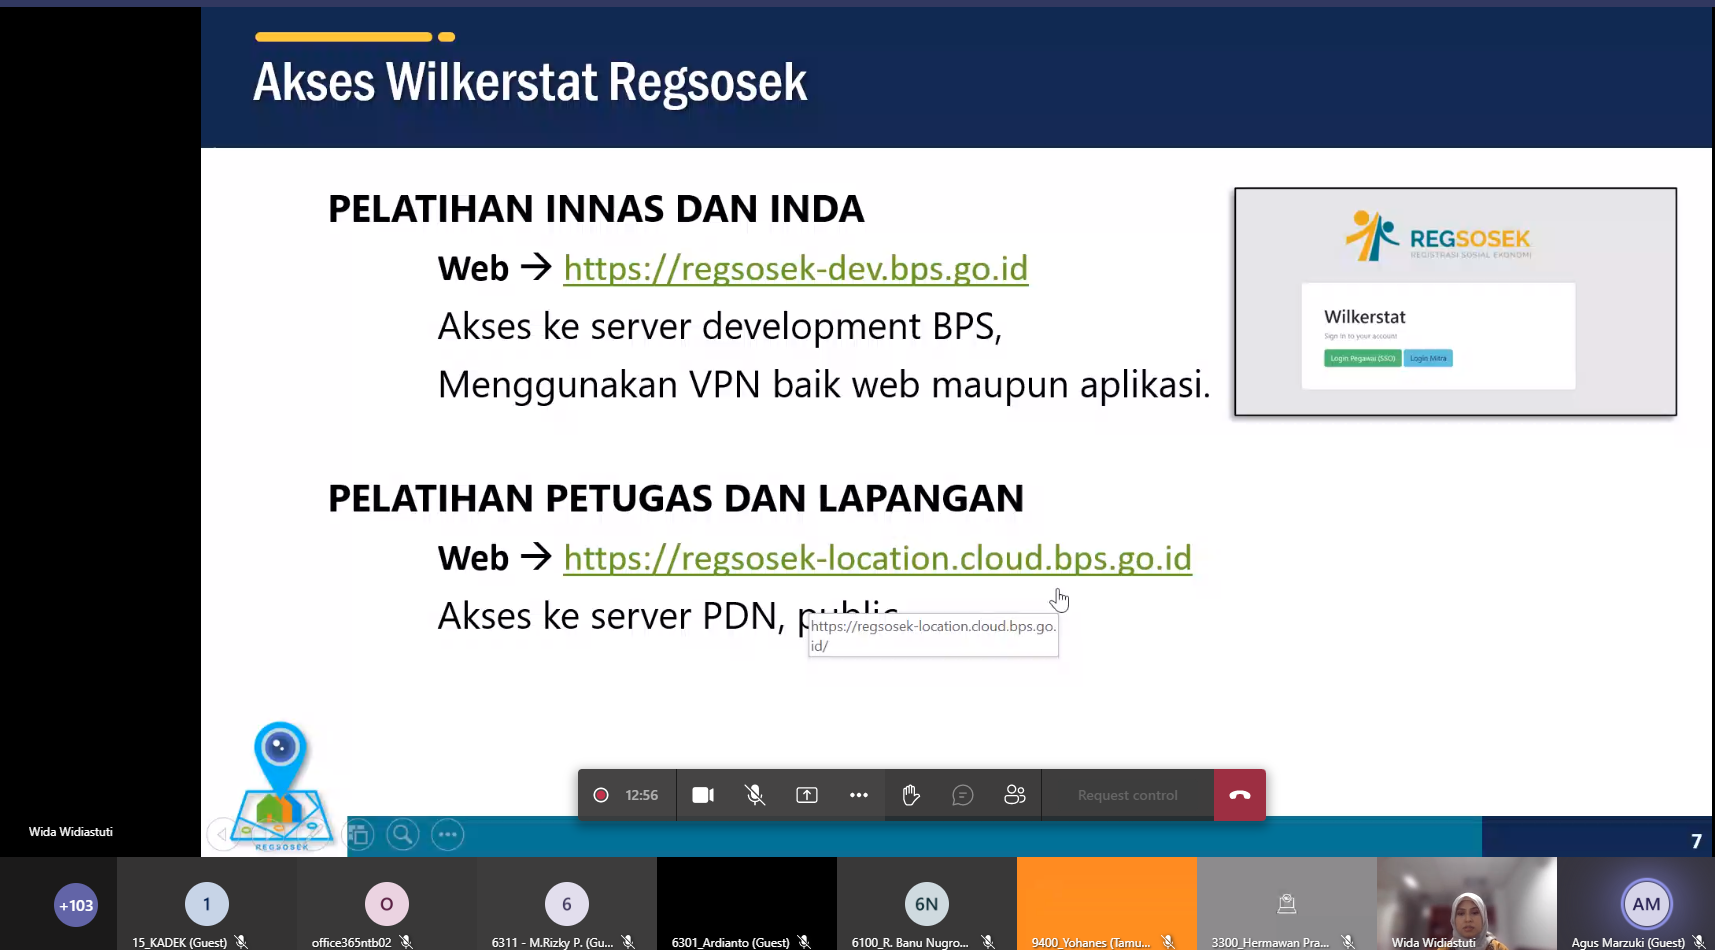 Akses Wilkerstat Regsosek
PELATIHAN INNAS DAN INDA
Web → https://regsosek-dev.bps.go.id
Akses ke server development BPS,
Menggunakan VPN baik web maupun aplikasi.
REGSOSEK
REGISTRASI SOSIAL EKONOMI
Wilkerstat
Sign in to your account
Login Pegawai (SSO) Login Mitra
PELATIHAN PETUGAS DAN LAPANGAN
Web → https://regsosek-location.cloud.bps.go.id
Akses ke server PDN, public
https://regsosek-location.cloud.bps.go.
id/
12:56
Request control
REGSOSEK
Wida Widiastuti
7
+103
1
O
6
6N
AM
15_KADEK (Guest)
office365ntb02
6311 - M.Rizky P. (Gu...
6301_Ardianto (Guest)
6100_R. Banu Nugro...
9400_Yohanes (Tamu...
3300_Hermawan Pra...
Wida Widiastuti
Agus Marzuki (Guest)